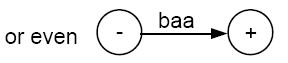 or even - baa +